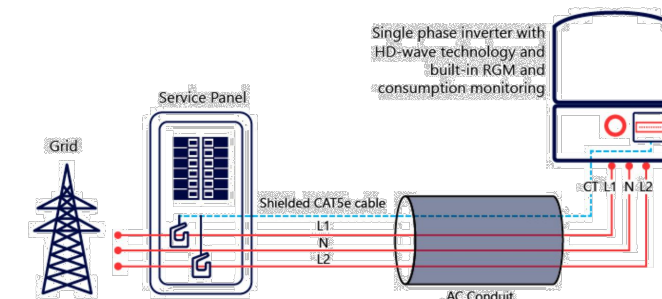 Single phase inverter with
HD-wave technology and
built-in RGM and
consumption monitoring
Service Panel
Grid
CT L1 N L2
Shielded CAT5e cable
L1
N
L2
AC Conduit